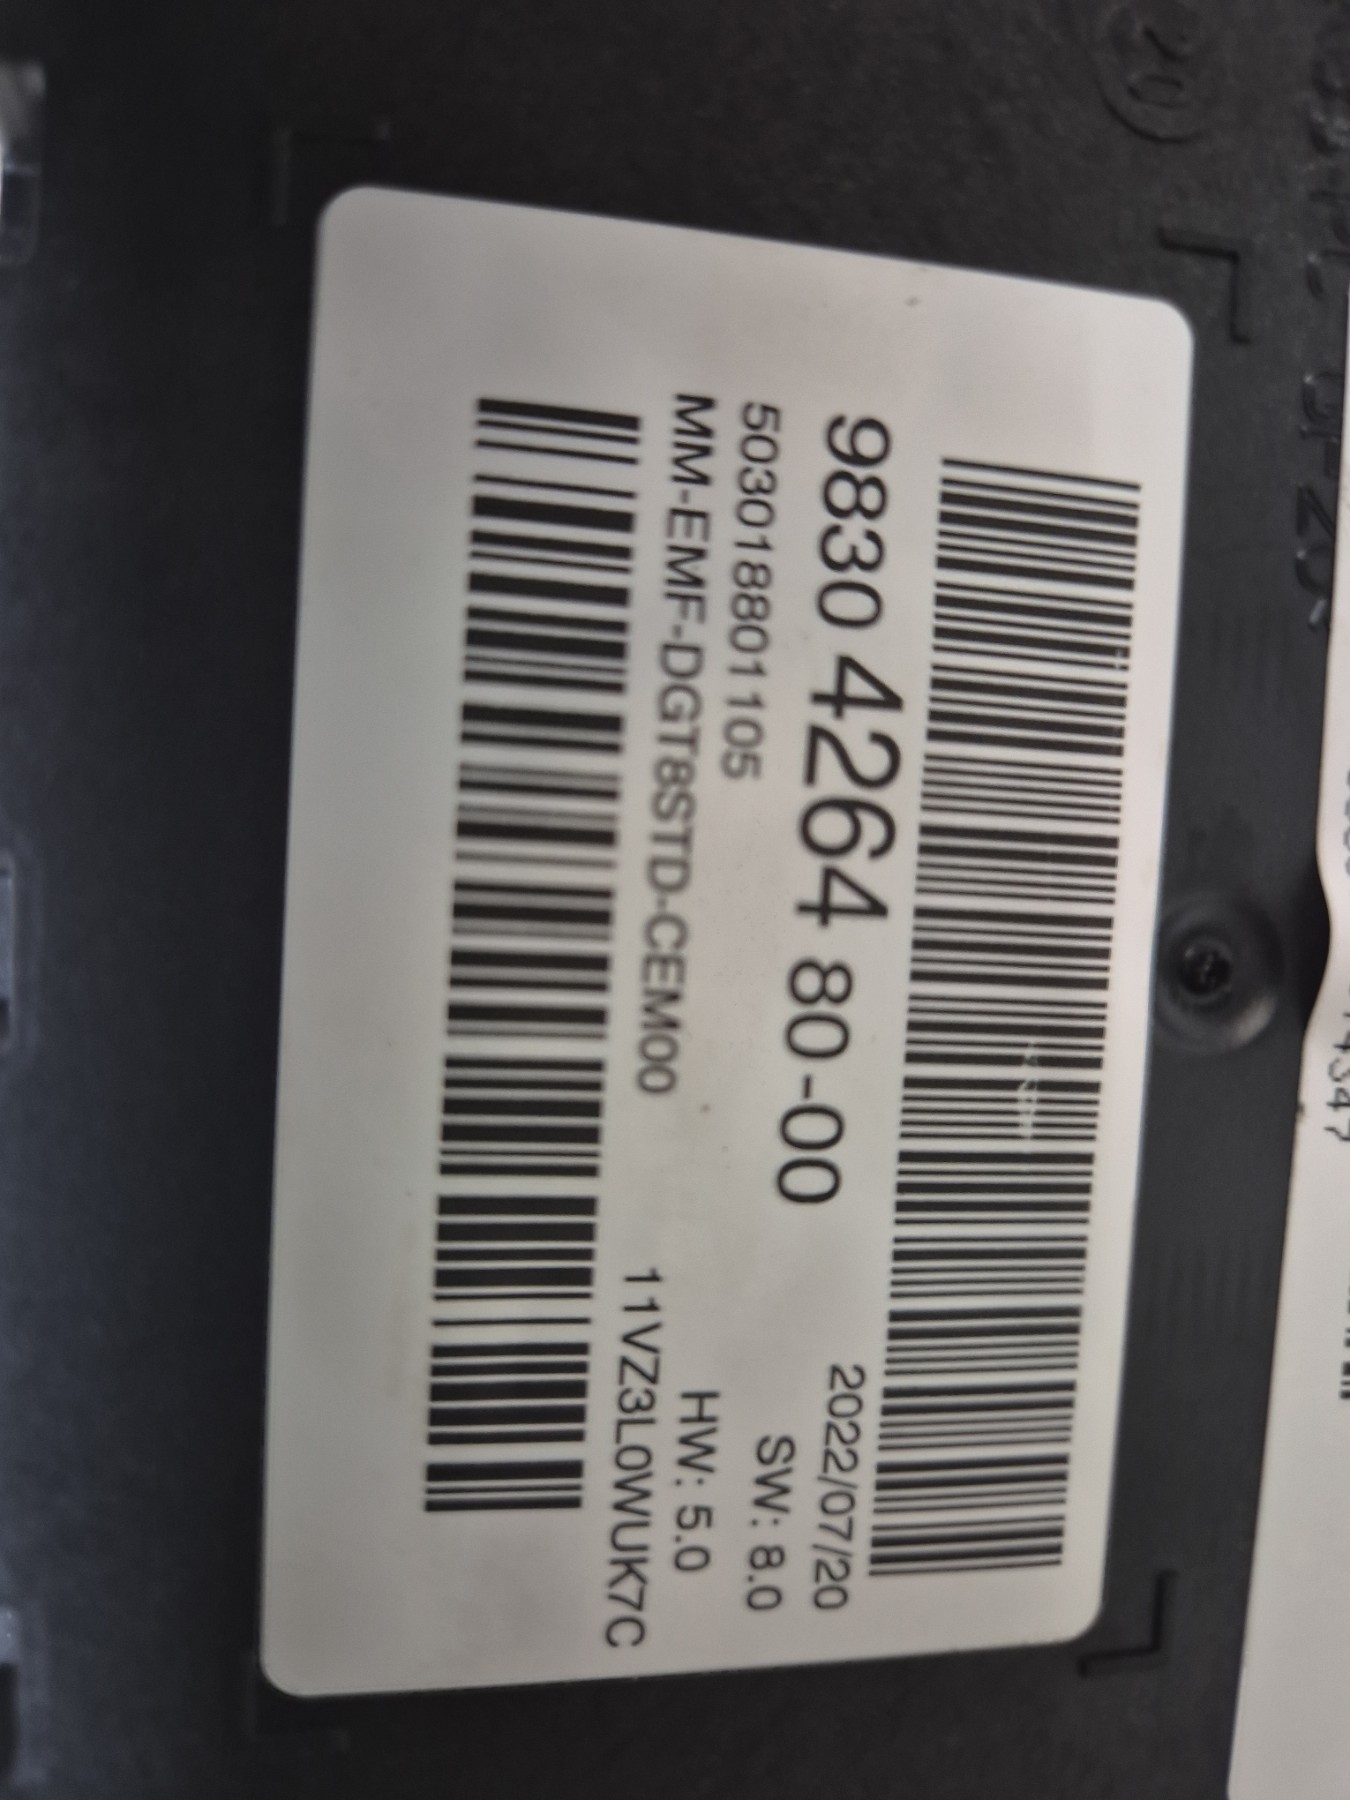 9830 4264 80-00
2022/07/20
503018801105
SW: 8.0
MM-EMF-DGT8STD-CEM00
HW: 5.0
11VZ3L0WUK7C
20